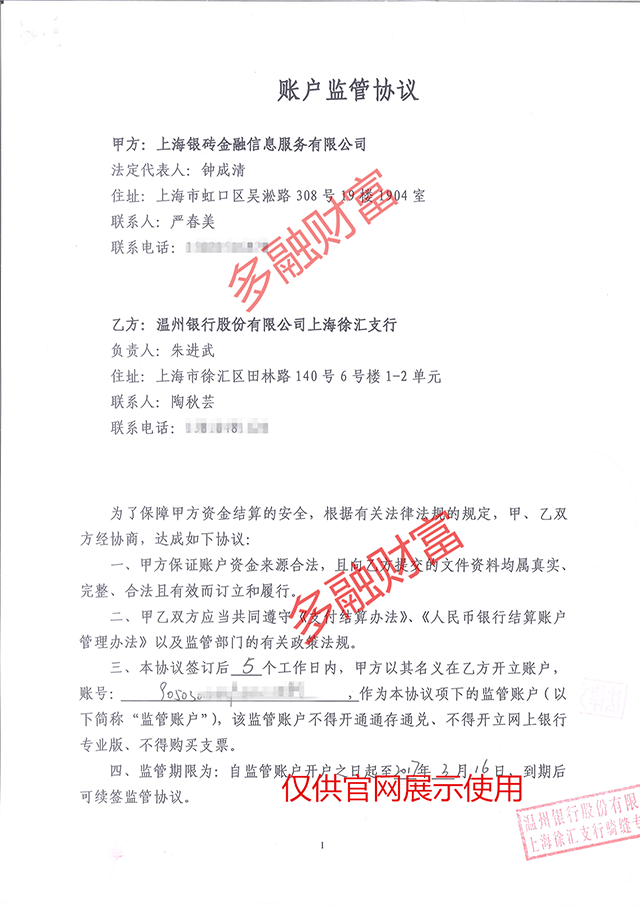 账户监管协议
甲方：上海银砖金融信息服务有限公司
法定代表人：钟成清
住址：上海市虹口区吴淞路 308 号 19 楼 1904 室
联系人：严春美
联系电话：
多融财富
乙方：温州银行股份有限公司上海徐汇支行
负责人：朱进武
住址：上海市徐汇区田林路 140 号 6 号楼 1-2 单元
联系人：陶秋芸
联系电话：
为了保障甲方资金结算的安全，根据有关法律法规的规定，甲、乙双
方经协商，达成如下协议：
一、甲方保证账户资金来源合法，且向乙方提交的文件资料均属真实、
完整、合法且有效而订立和履行。
多融财富
二、甲乙双方应当共同遵守《支付结算办法》、《人民币银行结算账户
管理办法》以及监管部门的有关政策法规。
三、本协议签订后 5 个工作日内，甲方以其名义在乙方开立账户，
账号：，作为本协议项下的监管账户（以
下简称“监管账户”），该监管账户不得开通通存通兑、不得开立网上银行
专业版、不得购买支票。
四、监管期限为：自监管账户开户之日起至2017年 3 月 16 日，到期后
可续签监管协议。
仅供官网展示使用
温州银行股份有限
上海徐汇支行骑缝专
1